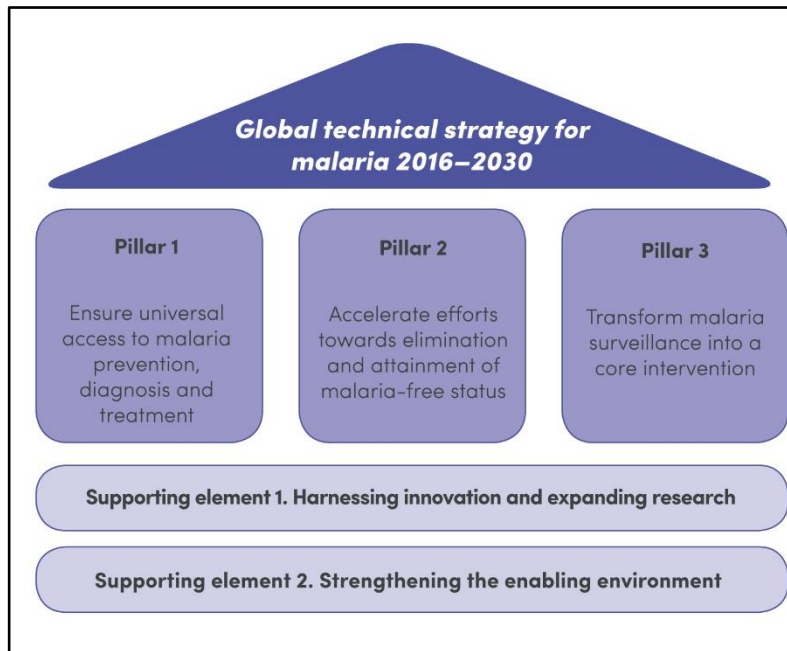 Global technical strategy for
malaria 2016–2030
Pillar 1
Ensure universal
access to malaria
prevention,
diagnosis and
treatment
Pillar 2
Accelerate efforts
towards elimination
and attainment of
malaria-free status
Pillar 3
Transform malaria
surveillance into a
core intervention
Supporting element 1. Harnessing innovation and expanding research
Supporting element 2. Strengthening the enabling environment